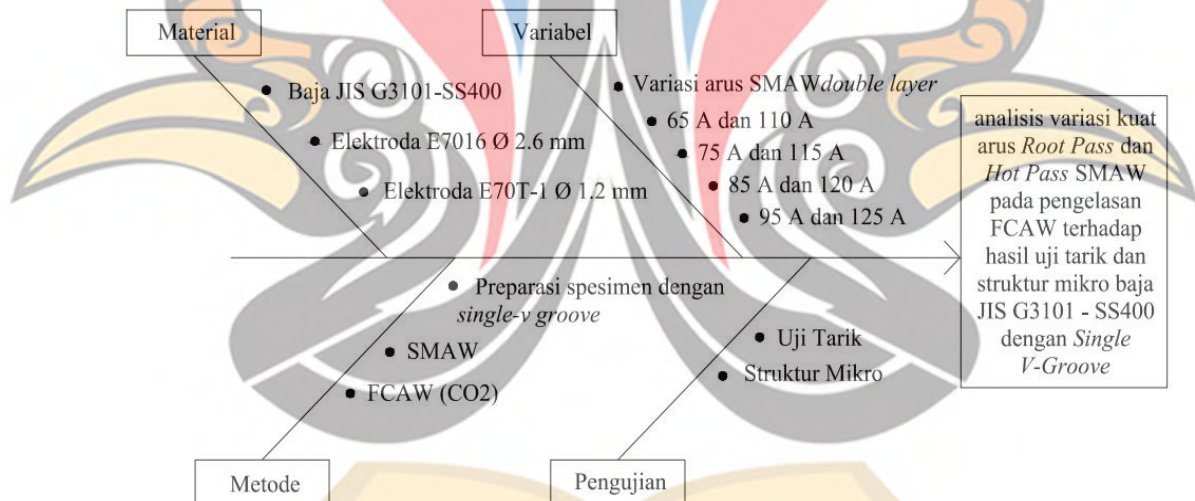 Material
Baja JIS G3101-SS400
Elektroda E7016 Ø 2.6 mm
Elektroda E70T-1 Ø 1.2 mm
Variabel
Variasi arus SMAWdouble layer
65 A dan 110 A
75 A dan 115 A
85 A dan 120 A
95 A dan 125 A
analisis variasi kuat
arus Root Pass dan
Hot Pass SMAW
pada pengelasan
FCAW terhadap
hasil uji tarik dan
struktur mikro baja
JIS G3101 - SS400
dengan Single
V-Groove
Preparasi spesimen dengan
single-v groove
SMAW
FCAW (CO2)
Metode
Uji Tarik
Struktur Mikro
Pengujian